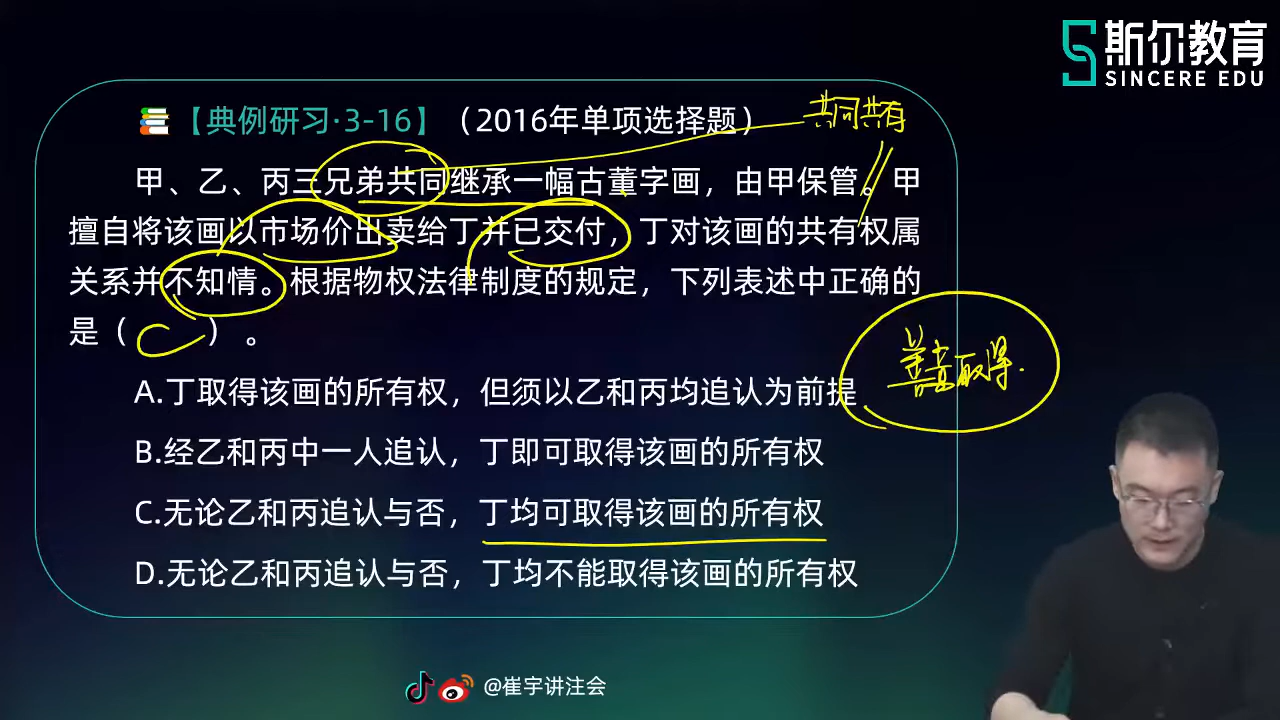 斯尔教育
SINCERE EDU
【典例研习·3-16】（2016年单项选择题）
共同共有
甲、乙、丙三兄弟共同继承一幅古董字画，由甲保管。甲
擅自将该画以市场价出卖给丁并已交付，丁对该画的共有权属
关系并不知情。根据物权法律制度的规定，下列表述中正确的
是（ C ）。
善意取得.
A.丁取得该画的所有权，但须以乙和丙均追认为前提
B.经乙和丙中一人追认，丁即可取得该画的所有权
C.无论乙和丙追认与否，丁均可取得该画的所有权
D.无论乙和丙追认与否，丁均不能取得该画的所有权
@崔宇讲注会